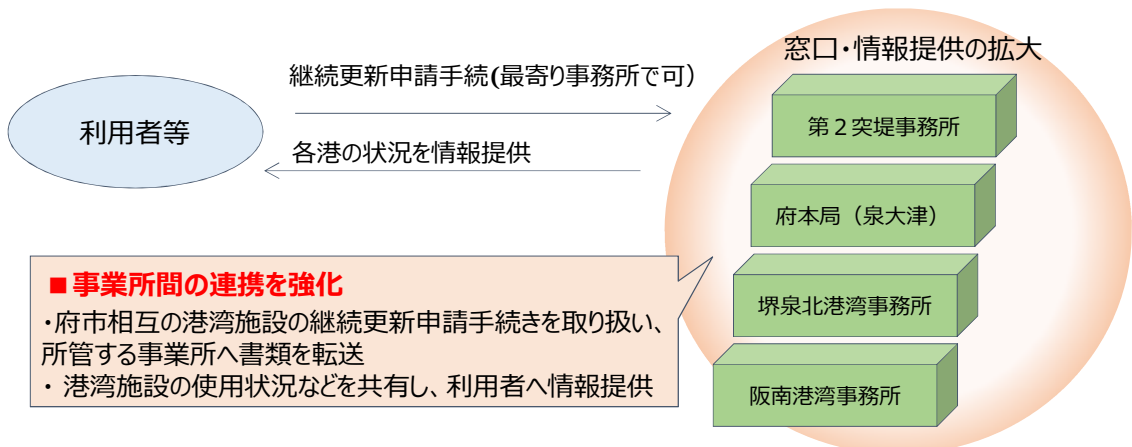 窓口・情報提供の拡大
継続更新申請手続(最寄り事務所で可)
利用者等
各港の状況を情報提供
第２突堤事務所
府本局（泉大津）
堺泉北港湾事務所
阪南港湾事務所
■事業所間の連携を強化
・府市相互の港湾施設の継続更新申請手続きを取り扱い、
所管する事業所へ書類を転送
・ 港湾施設の使用状況などを共有し、利用者へ情報提供